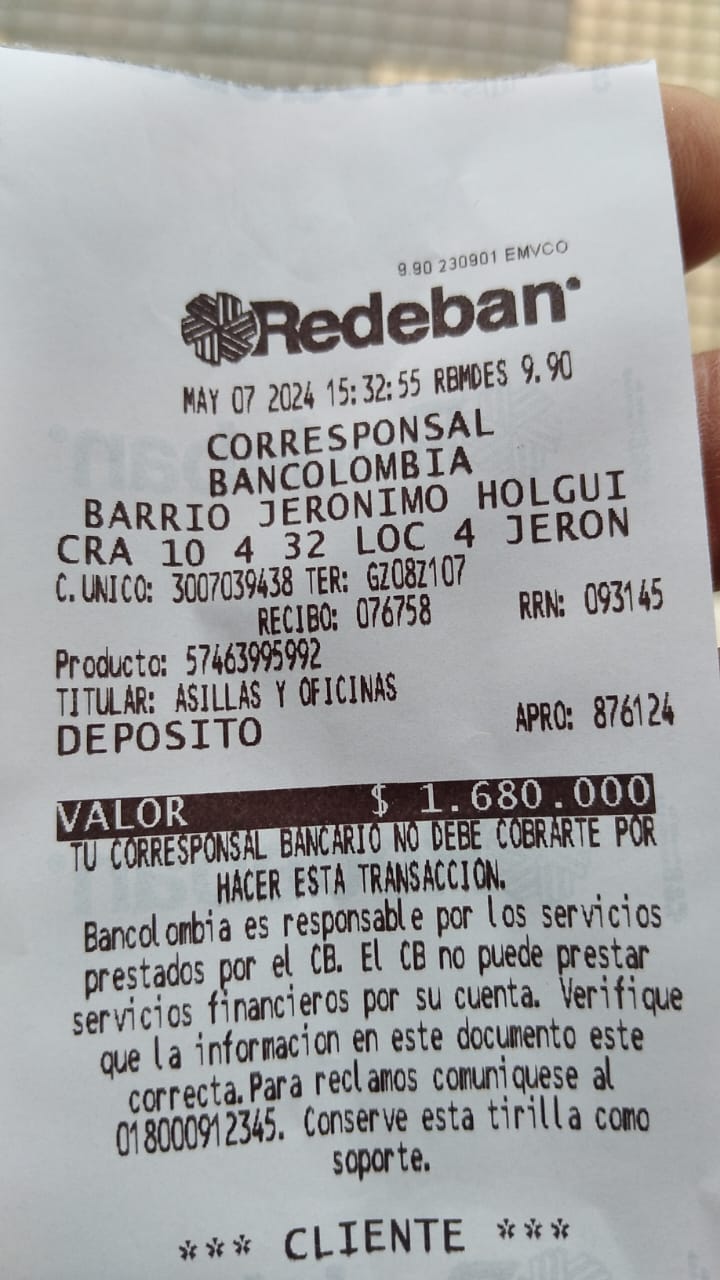 9.90 230901 EMVCO
Redeban
MAY 07 2024 15:32:55 RBMDES 9.90
CORRESPONSAL
BANCOLOMBIA
BARRIO JERONIMO HOLGUI
CRA 10 4 32 LOC 4 JERON
C.UNICO: 3007039438 TER: GZ08Z107
RECIBO: 076758 RRN: 093145
Producto: 57463995992
TITULAR: ASILLAS Y OFICINAS
DEPOSITO APRO: 876124
VALOR $ 1.680.000
TU CORRESPONSAL BANCARIO NO DEBE COBRARTE POR
HACER ESTA TRANSACCION.
Bancolombia es responsable por los servicios
prestados por el CB. El CB no puede prestar
servicios financieros por su cuenta. Verifique
que la informacion en este documento este
correcta.Para reclamos comuniquese al
018000912345. Conserve esta tirilla como
soporte.
*** CLIENTE ***